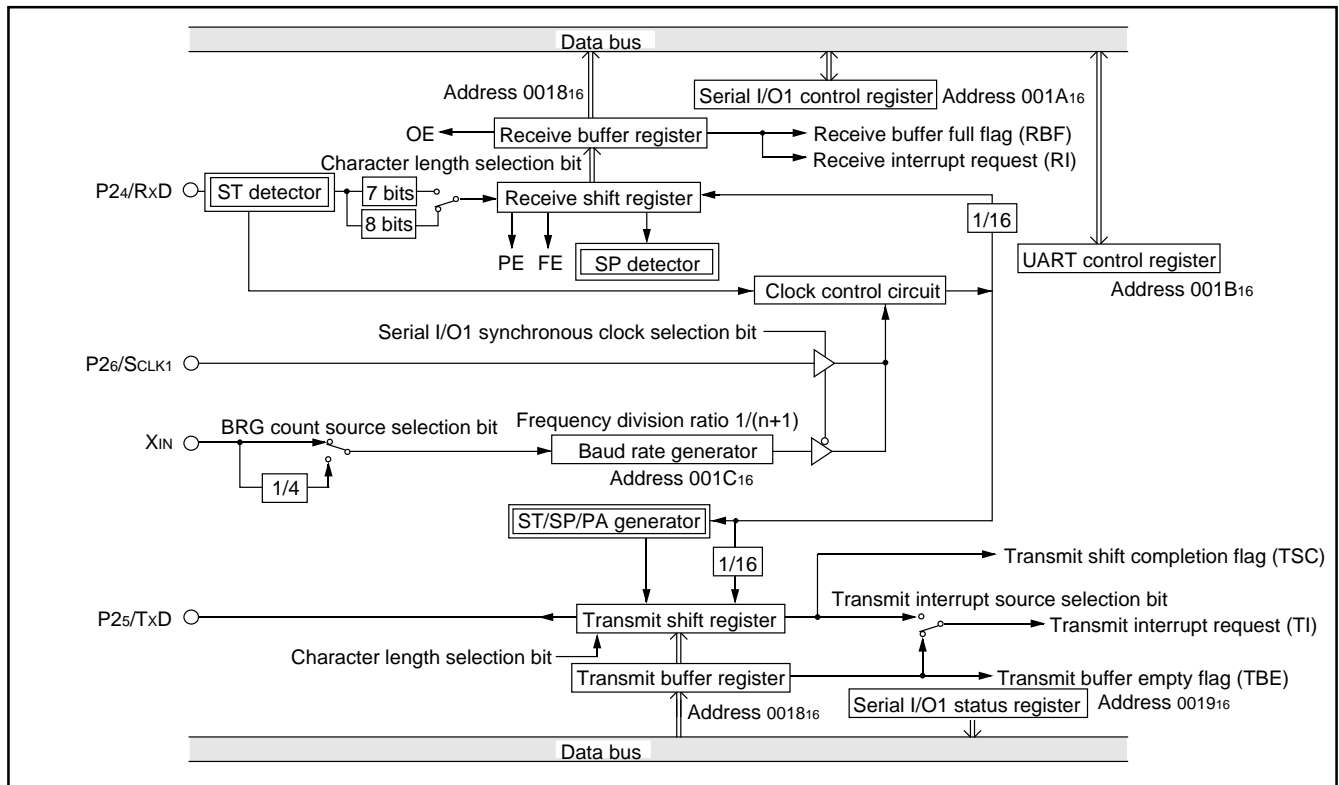 Data bus
Address 001816
Serial I/O1 control register
Address 001A16
OE
Receive buffer register
Receive buffer full flag (RBF)
Receive interrupt request (RI)
Character length selection bit
P24/RXD
ST detector
7 bits
8 bits
Receive shift register
1/16
PE
FE
SP detector
UART control register
Address 001B16
Clock control circuit
Serial I/O1 synchronous clock selection bit
P26/SCLK1
XIN
BRG count source selection bit
Frequency division ratio 1/(n+1)
Baud rate generator
Address 001C16
1/4
ST/SP/PA generator
1/16
Transmit shift completion flag (TSC)
P25/TXD
Transmit shift register
Transmit interrupt source selection bit
Transmit interrupt request (TI)
Character length selection bit
Transmit buffer register
Transmit buffer empty flag (TBE)
Address 001816
Serial I/O1 status register
Address 001916
Data bus